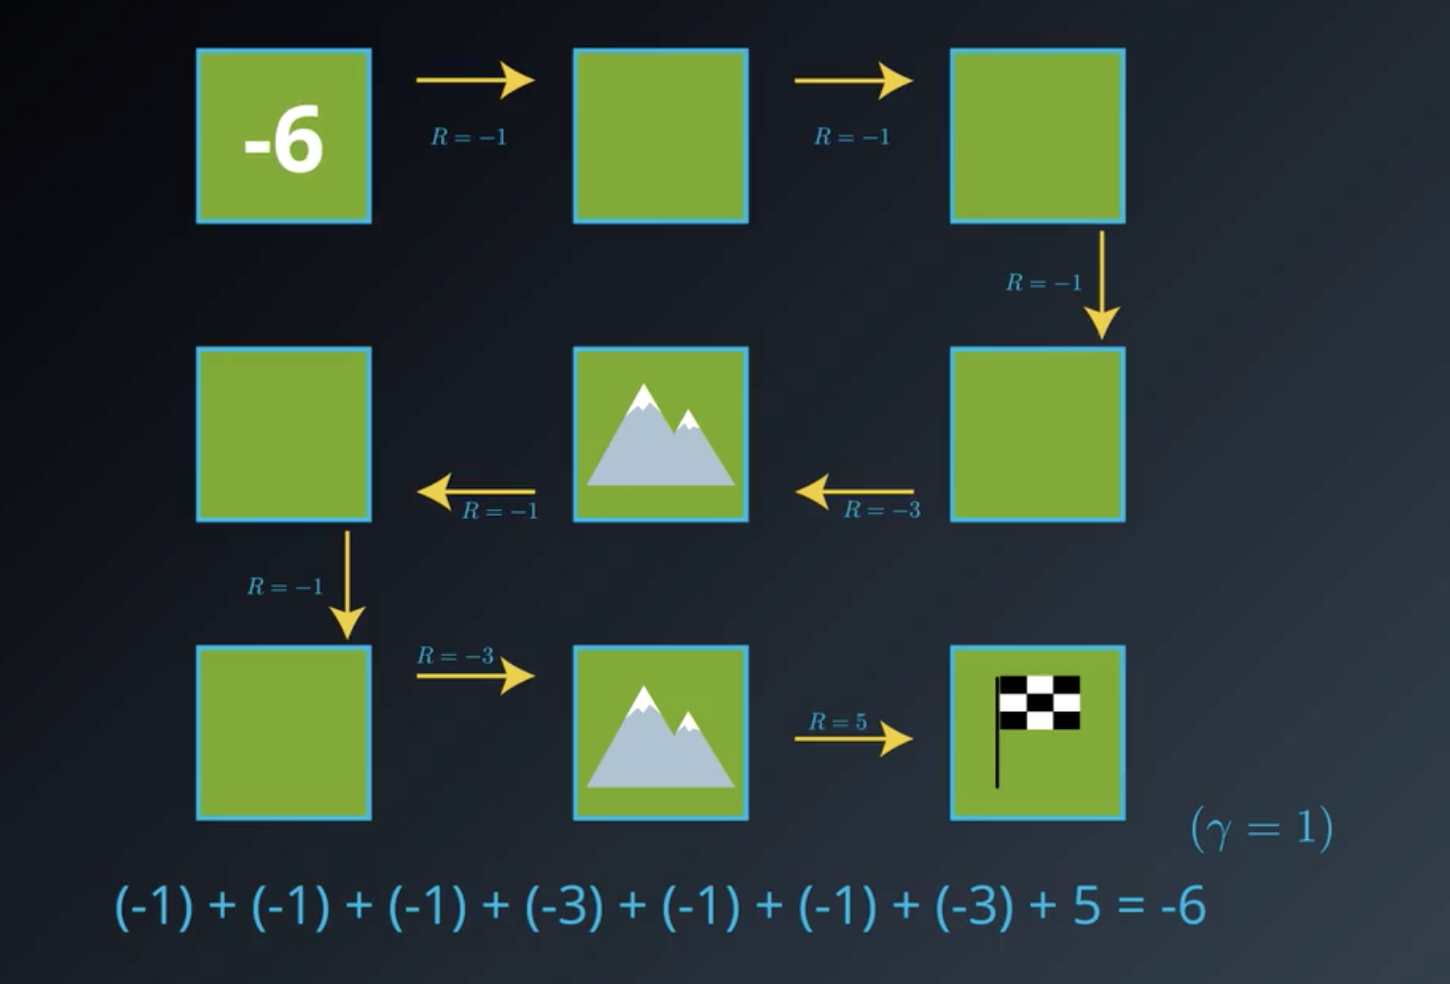 -6
R = −1
R = −1
R = −1
R = −1
R = −3
R = −1
R = −3
R = 5
(γ = 1)
(-1) + (-1) + (-1) + (-3) + (-1) + (-1) + (-3) + 5 = -6